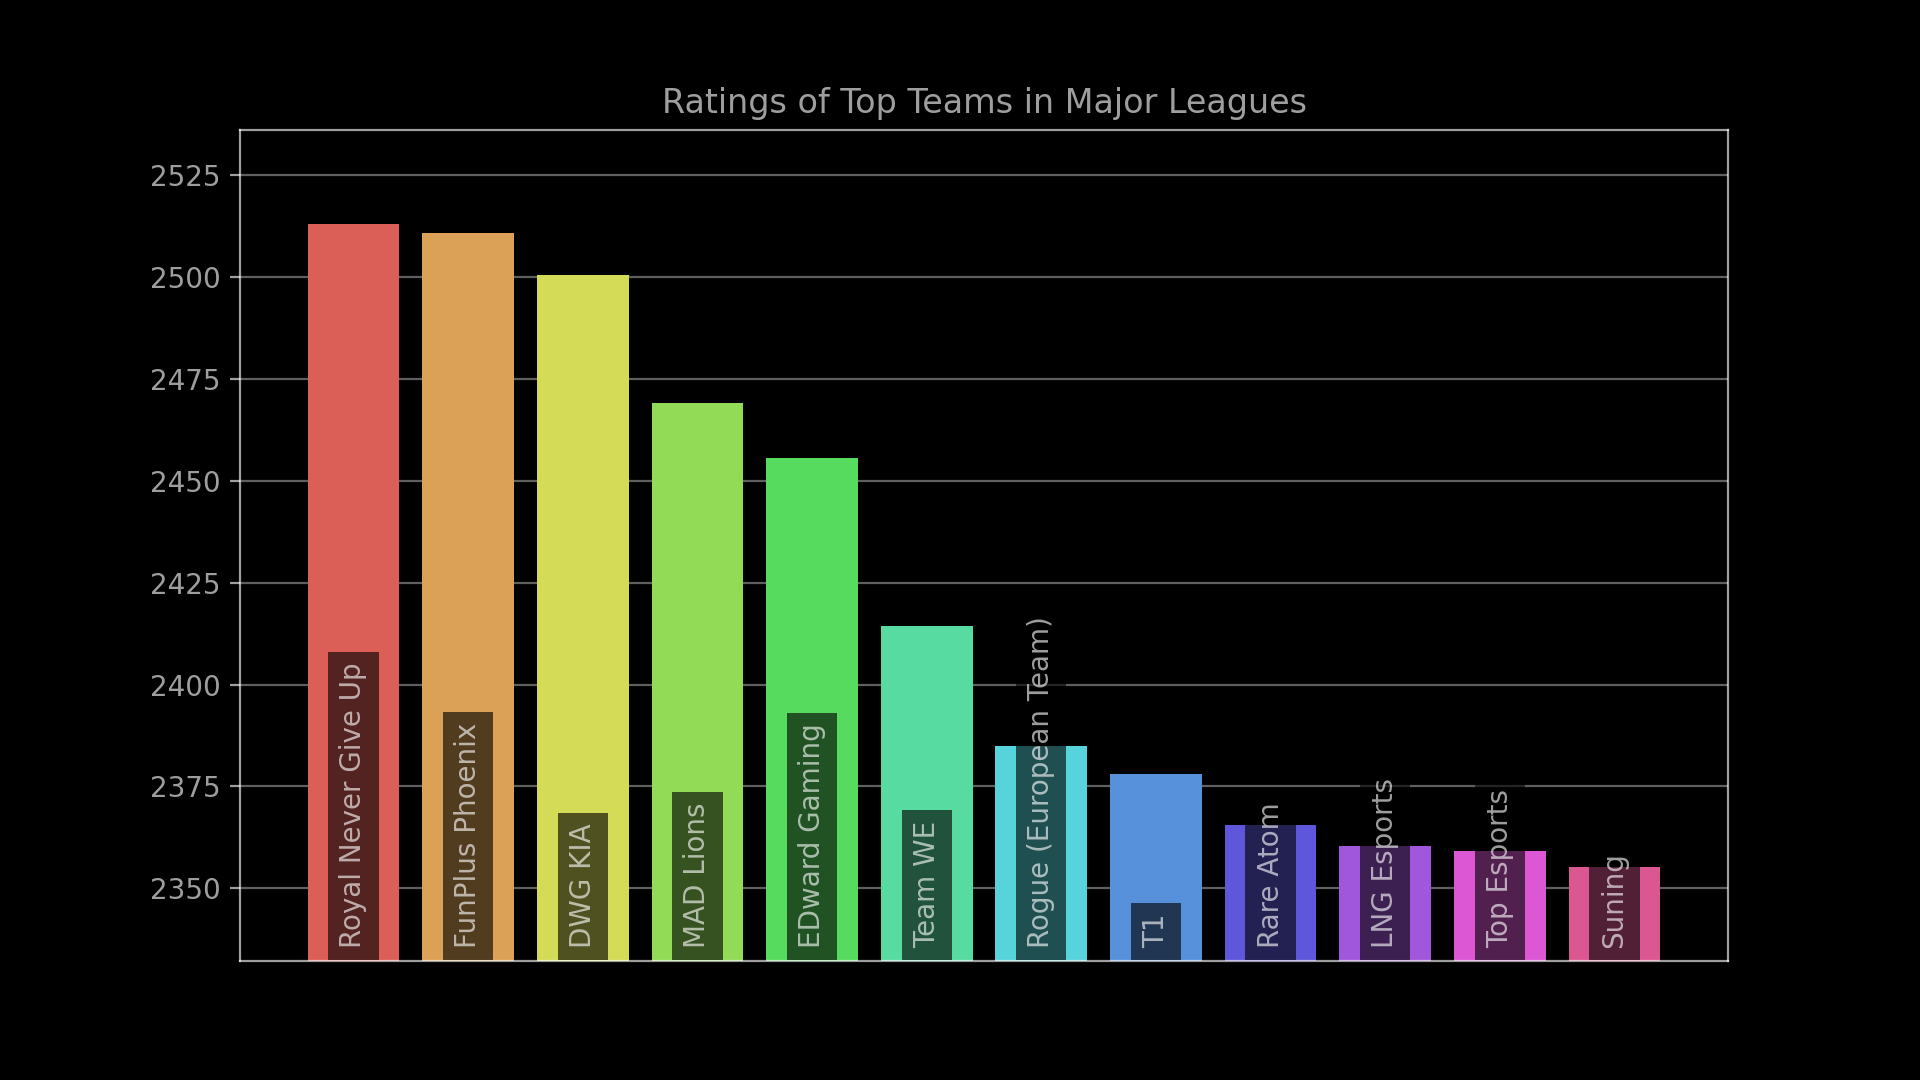 Ratings of Top Teams in Major Leagues
2525
2500
2475
2450
2425
2400
2375
2350
Royal Never Give Up
FunPlus Phoenix
DWG KIA
MAD Lions
EDward Gaming
Team WE
Rogue (European Team)
T1
Rare Atom
LNG Esports
Top Esports
Suning